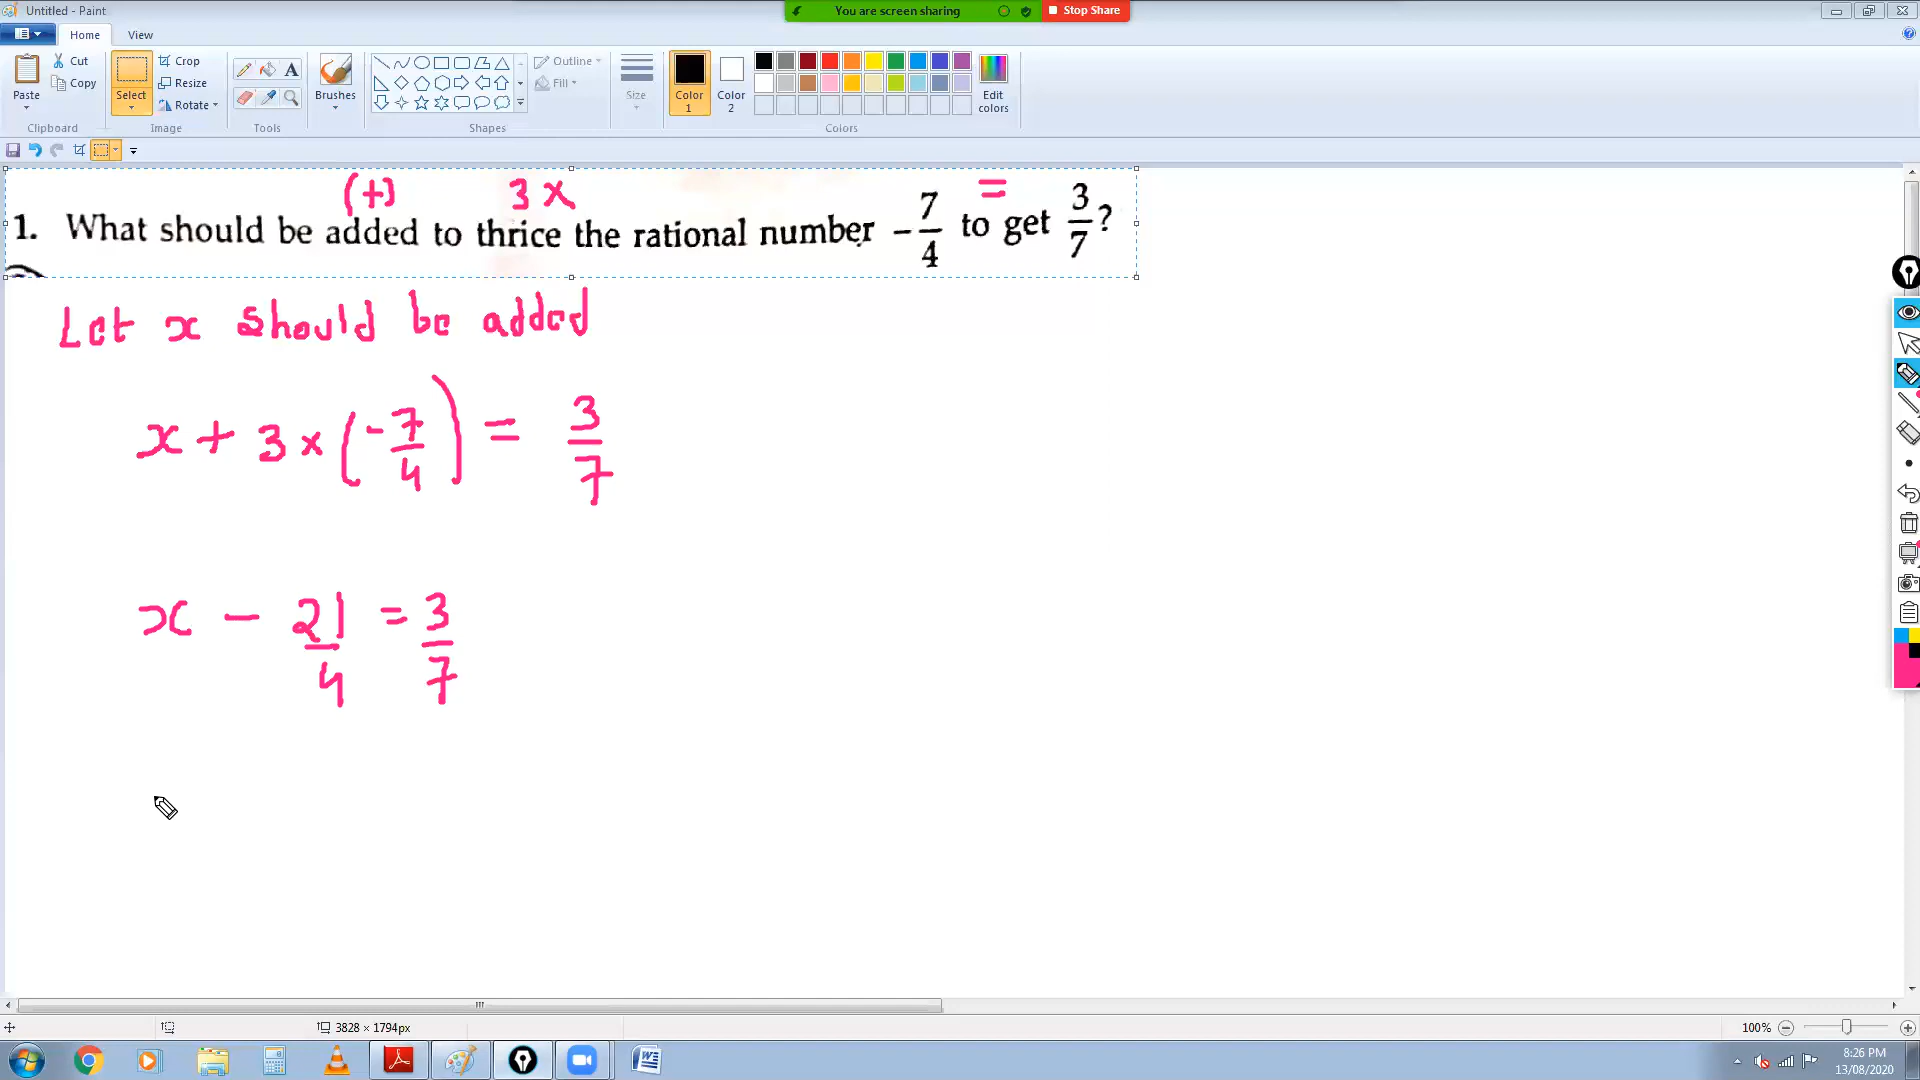 Untitled - Paint
You are screen sharing
Stop Share
Home View
Paste
Cut
Copy
Clipboard
Select
Crop
Resize
Rotate
Image
Tools
Brushes
Shapes
Outline
Fill
Size
Color 1
Color 2
Colors
Edit colors
(+) 3 x =
1. What should be added to thrice the rational number -7/4 to get 3/7?
Let x should be added
x + 3 × (-7/4) = 3/7
x - 21/4 = 3/7
3828 × 1794px
100%
8:26 PM
13/08/2020